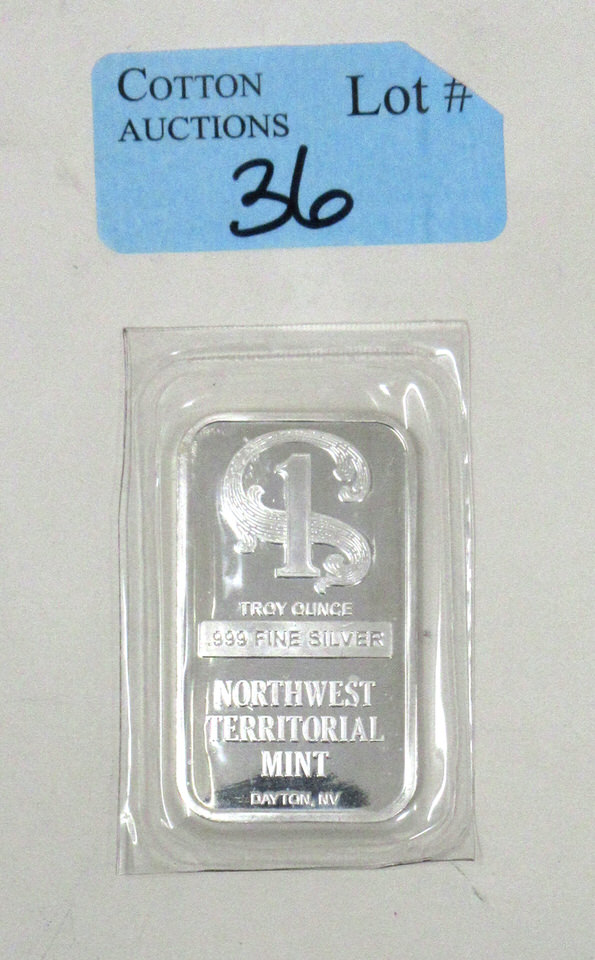 COTTON
AUCTIONS
Lot #
36
1
TROY OUNCE
.999 FINE SILVER
NORTHWEST
TERRITORIAL
MINT
DAYTON, NV